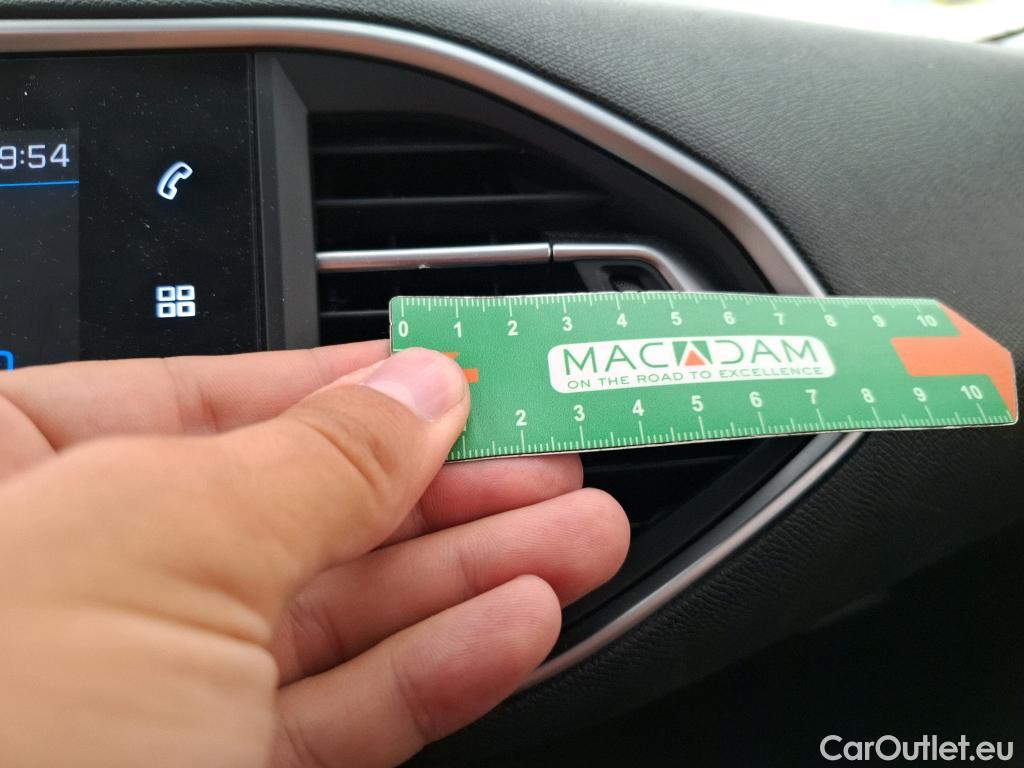 9:54
0 1 2 3 4 5 6 7 8 9 10
MACADAM
ON THE ROAD TO EXCELLENCE
2 3 4 5 6 7 8 9 10
CarOutlet.eu